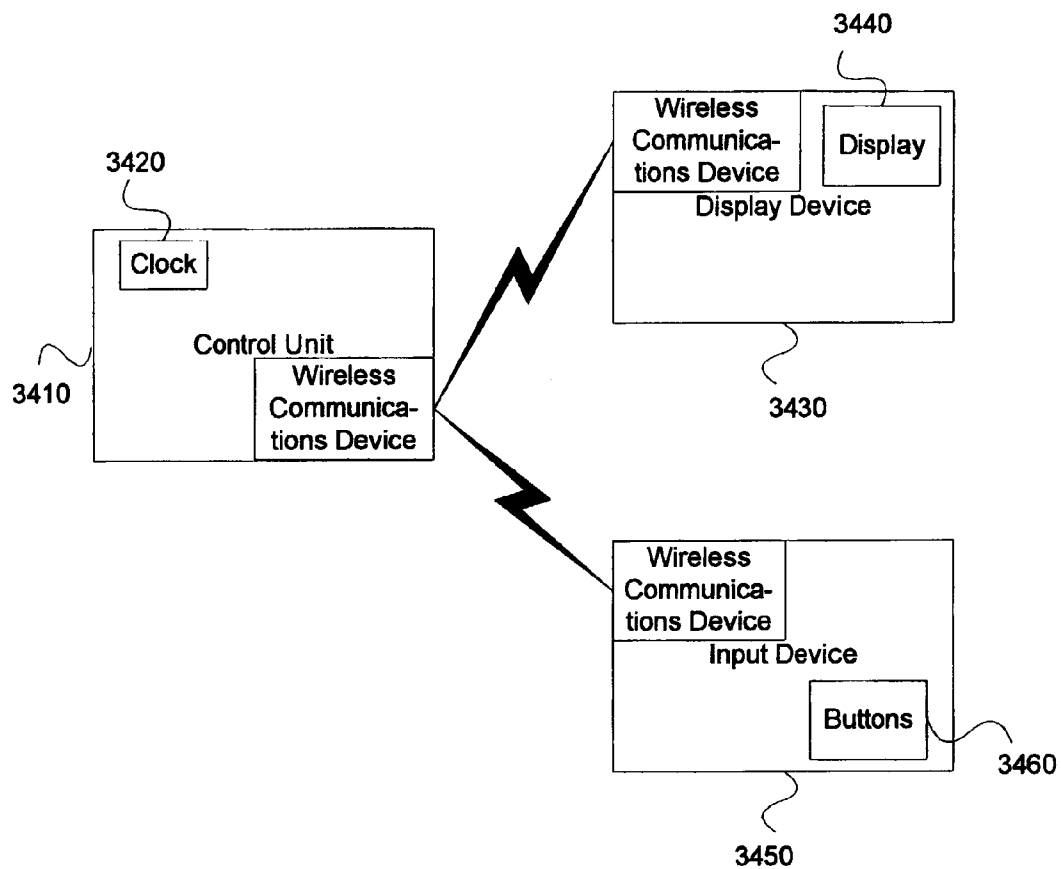 3440
Wireless
Communica-
tions Device
Display
Display Device
3430
3420
Clock
Control Unit
Wireless
Communica-
tions Device
3410
Wireless
Communica-
tions Device
Input Device
Buttons
3460
3450